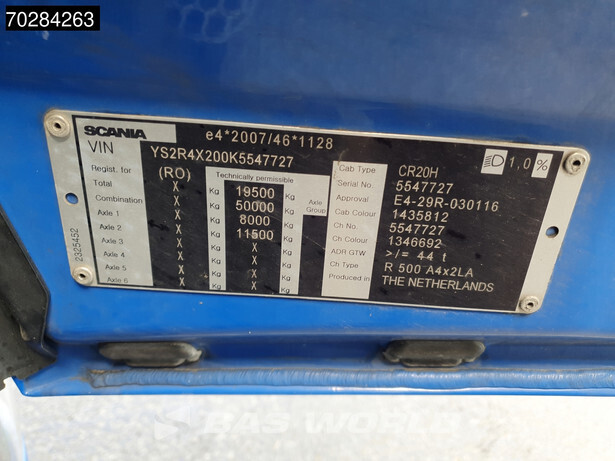 70284263
SCANIA e4*2007/46*1128
VIN YS2R4X200K5547727
Regist. for (RO) Technically permissible Cab Type CR20H 1,0 %
Total X Kg 19500 Kg Serial No. 5547727
Combination X Kg 50000 Kg Axle Group Approval E4-29R-030116
Axle 1 X Kg 8000 Kg Cab Colour 1435812
Axle 2 X Kg 11500 Kg Ch No. 5547727
Axle 3 X Kg X Kg Ch Colour 1346692
Axle 4 X Kg X Kg ADR GTW >/= 44 t
Axle 5 X Kg X Kg Ch Type R 500 A4x2LA
Axle 6 X Kg X Kg Produced in THE NETHERLANDS
2325452
BAS WORLD